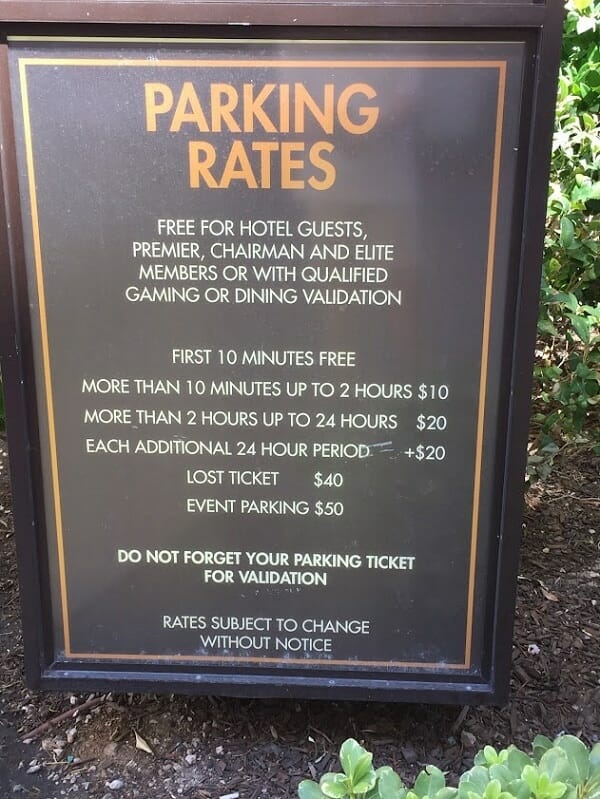 PARKING
RATES
FREE FOR HOTEL GUESTS,
PREMIER, CHAIRMAN AND ELITE
MEMBERS OR WITH QUALIFIED
GAMING OR DINING VALIDATION
FIRST 10 MINUTES FREE
MORE THAN 10 MINUTES UP TO 2 HOURS $10
MORE THAN 2 HOURS UP TO 24 HOURS $20
EACH ADDITIONAL 24 HOUR PERIOD +$20
LOST TICKET $40
EVENT PARKING $50
DO NOT FORGET YOUR PARKING TICKET
FOR VALIDATION
RATES SUBJECT TO CHANGE
WITHOUT NOTICE